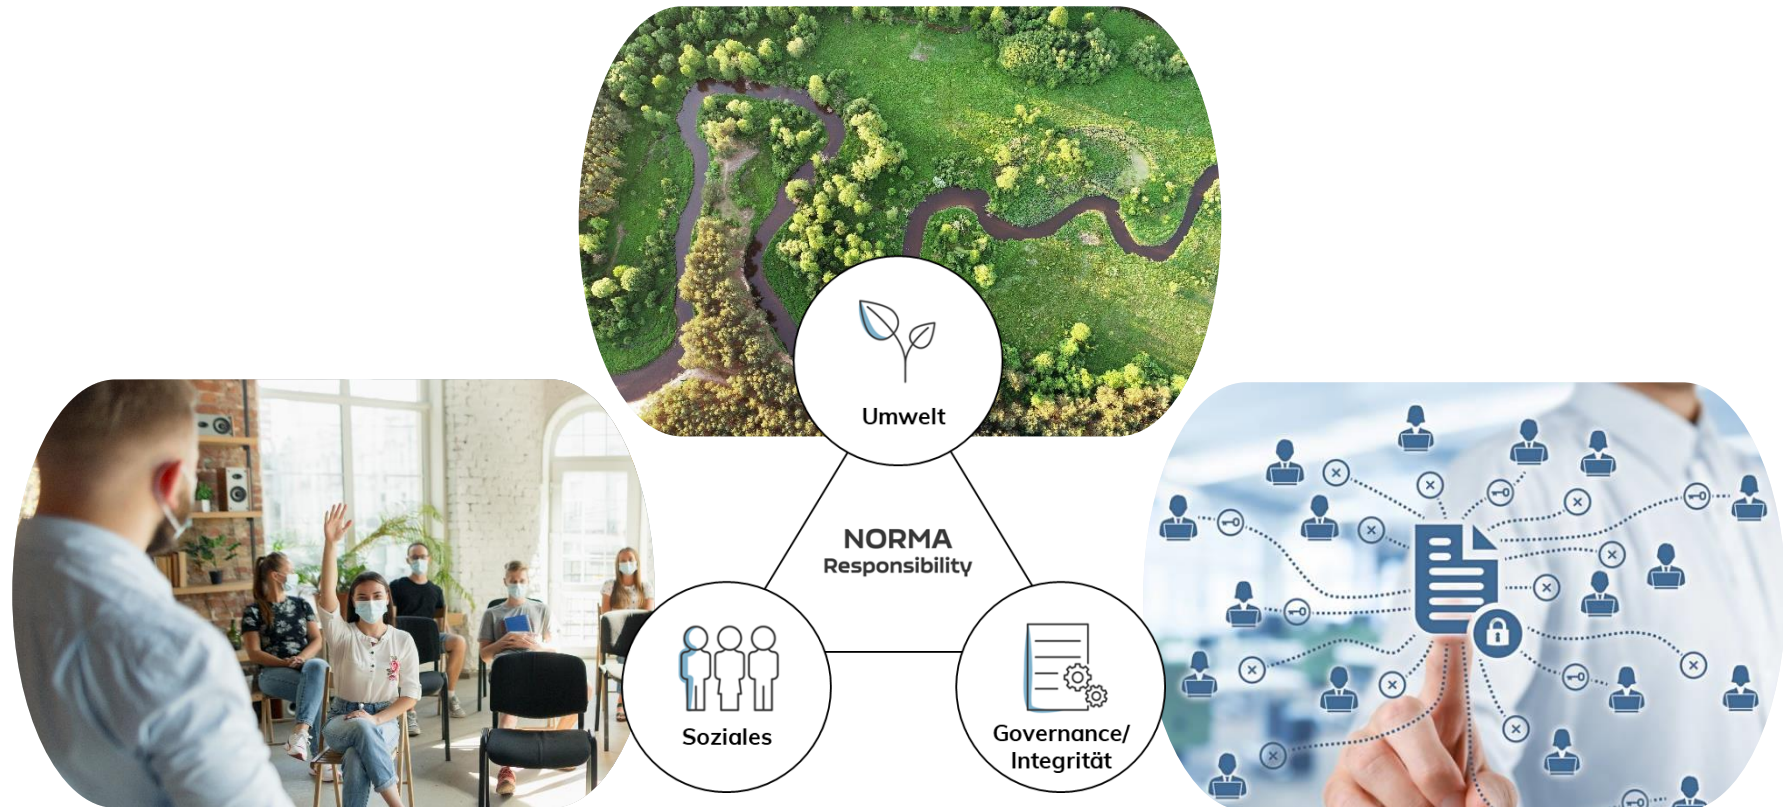 Umwelt
NORMA
Responsibility
Soziales
Governance/
Integrität